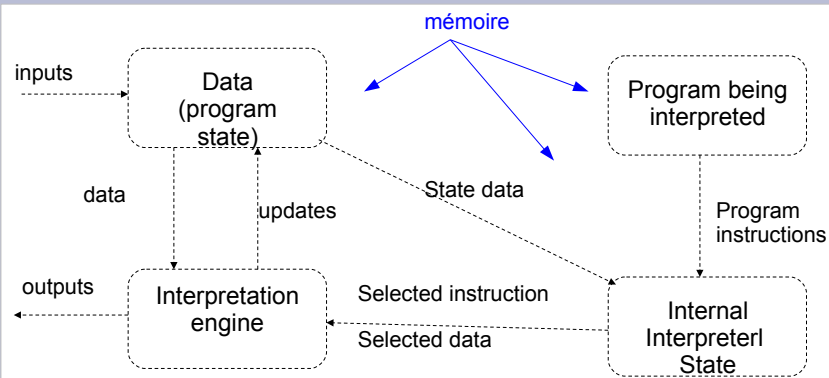 mémoire
inputs
Data
(program
state)
Program being
interpreted
data
updates
State data
Program
instructions
outputs
Interpretation
engine
Selected instruction
Selected data
Internal
Interpreterl
State